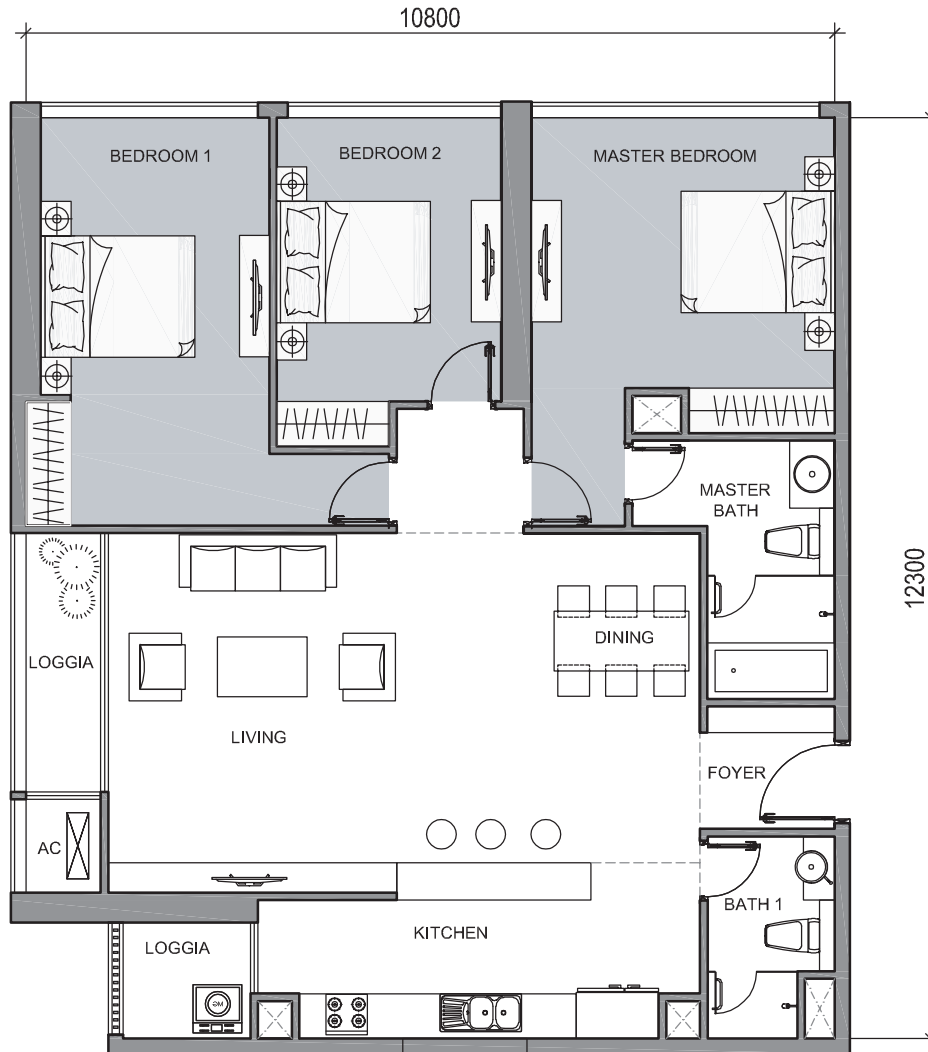 10800
BEDROOM 1
BEDROOM 2
MASTER BEDROOM
MASTER
BATH
12300
DINING
LOGGIA
LIVING
FOYER
AC
BATH 1
KITCHEN
LOGGIA